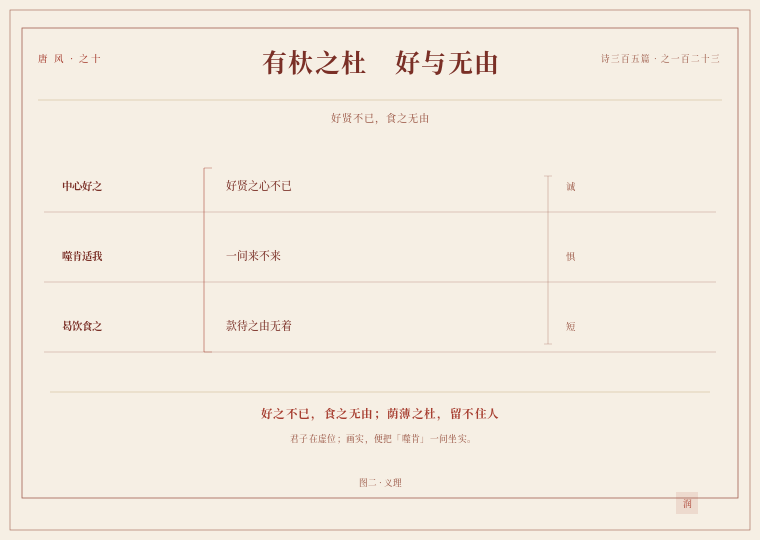 唐 风 · 之十
有杕之杜　好与无由
诗三百五篇 · 之一百二十三
好贤不已，食之无由
中心好之
好贤之心不已
诚
噬肯适我
一问来不来
惧
曷饮食之
款待之由无着
短
好之不已，食之无由；荫薄之杜，留不住人
君子在虚位；画实，便把「噬肯」一问坐实。
图二 · 义理
润